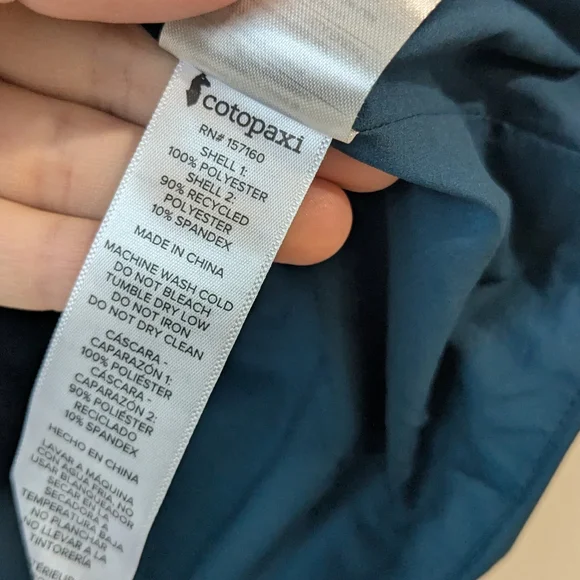 cotopaxi
RN# 157160
SHELL 1:
100% POLYESTER
SHELL 2:
90% RECYCLED
POLYESTER
10% SPANDEX
MADE IN CHINA
MACHINE WASH COLD
DO NOT BLEACH
TUMBLE DRY LOW
DO NOT IRON
DO NOT DRY CLEAN
CÁSCARA -
CAPARAZÓN 1:
100% POLIÉSTER
CÁSCARA -
CAPARAZÓN 2:
90% POLIÉSTER
RECICLADO
10% SPANDEX
HECHO EN CHINA
LAVAR A MÁQUINA
CON AGUA FRÍA NO
USAR BLANQUEADOR
SECAR EN
SECADOR A
TEMPERATURA BAJA
NO PLANCHAR
NO LLEVAR A LA
TINTORERÍA